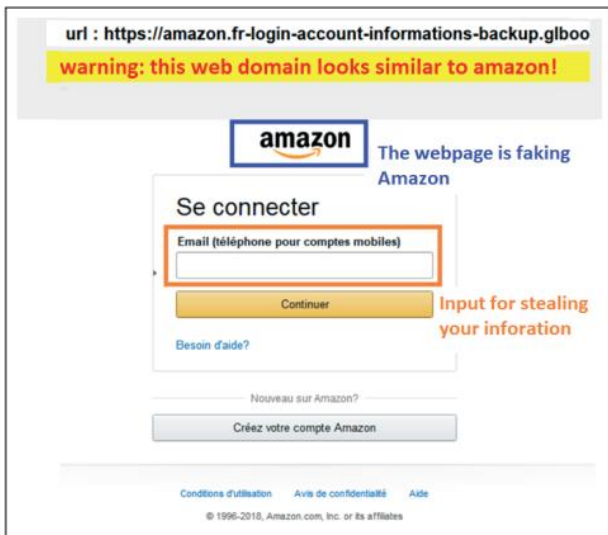 url : https://amazon.fr-login-account-informations-backup.glboo
warning: this web domain looks similar to amazon!
amazon
The webpage is faking
Amazon
Se connecter
Email (téléphone pour comptes mobiles)
Continuer
Input for stealing
your inforation
Besoin d'aide?
Nouveau sur Amazon?
Créez votre compte Amazon
Conditions d'utilisation Avis de confidentialité Aide
© 1996-2018, Amazon.com, Inc. or its affiliates